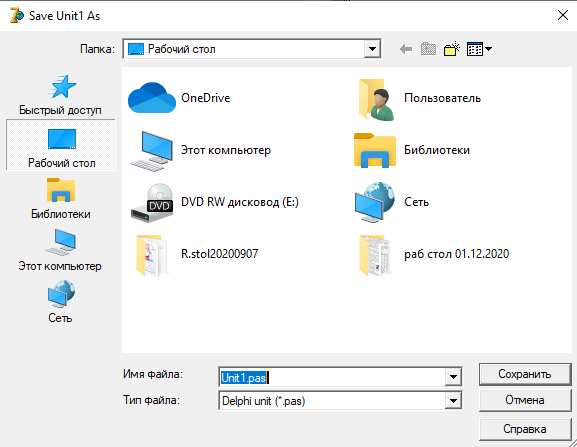 Save Unit1 As
Папка:
Рабочий стол
Быстрый доступ
Рабочий стол
Библиотеки
Этот компьютер
Сеть
OneDrive
Пользователь
Этот компьютер
Библиотеки
DVD RW дисковод (E:)
Сеть
R.stol20200907
раб стол 01.12.2020
Имя файла:
Unit1.pas
Сохранить
Тип файла:
Delphi unit (*.pas)
Отмена
Справка